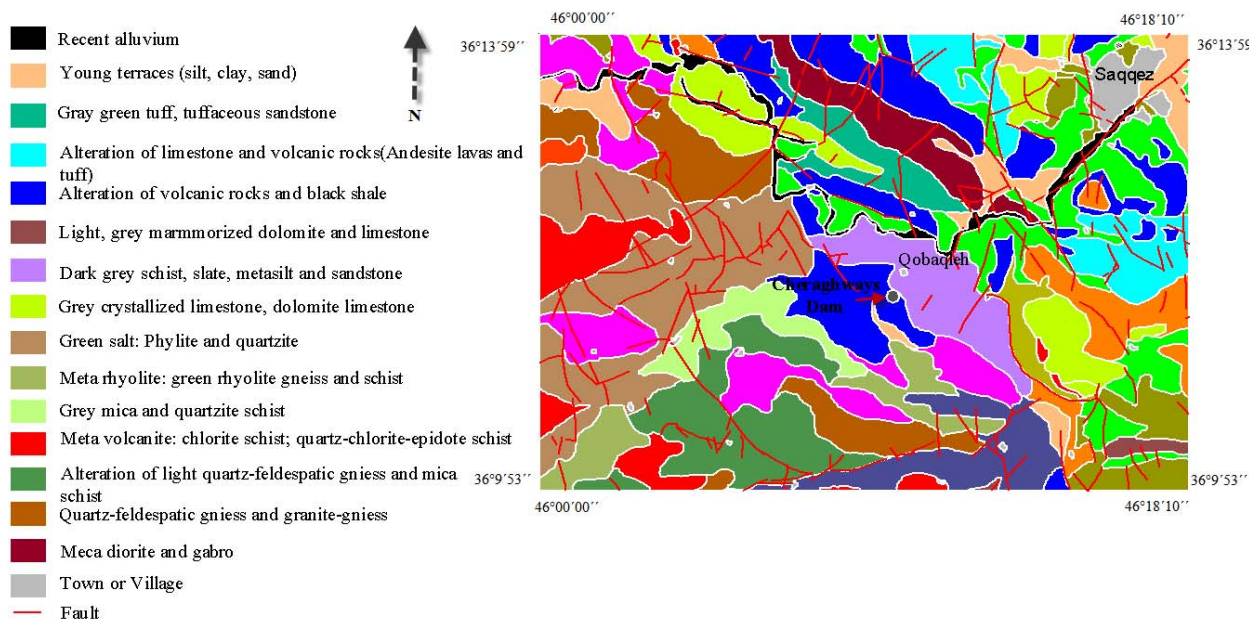 Recent alluvium
Young terraces (silt, clay, sand)
Gray green tuff, tuffaceous sandstone
Alteration of limestone and volcanic rocks(Andesite lavas and
tuff)
Alteration of volcanic rocks and black shale
Light, grey marmmorized dolomite and limestone
Dark grey schist, slate, metasilt and sandstone
Grey crystallized limestone, dolomite limestone
Green salt: Phylite and quartzite
Meta rhyolite: green rhyolite gneiss and schist
Grey mica and quartzite schist
Meta volcanite: chlorite schist; quartz-chlorite-epidote schist
Alteration of light quartz-feldespatic gniess and mica
schist
Quartz-feldespatic gniess and granite-gniess
Meca diorite and gabro
Town or Village
Fault
N
46°00′00′′
46°18′10′′
36°13′59′′
36°13′59′′
Saqqez
Qobaqleh
Cheraghways
Dam
36°9′53′′
36°9′53′′
46°00′00′′
46°18′10′′